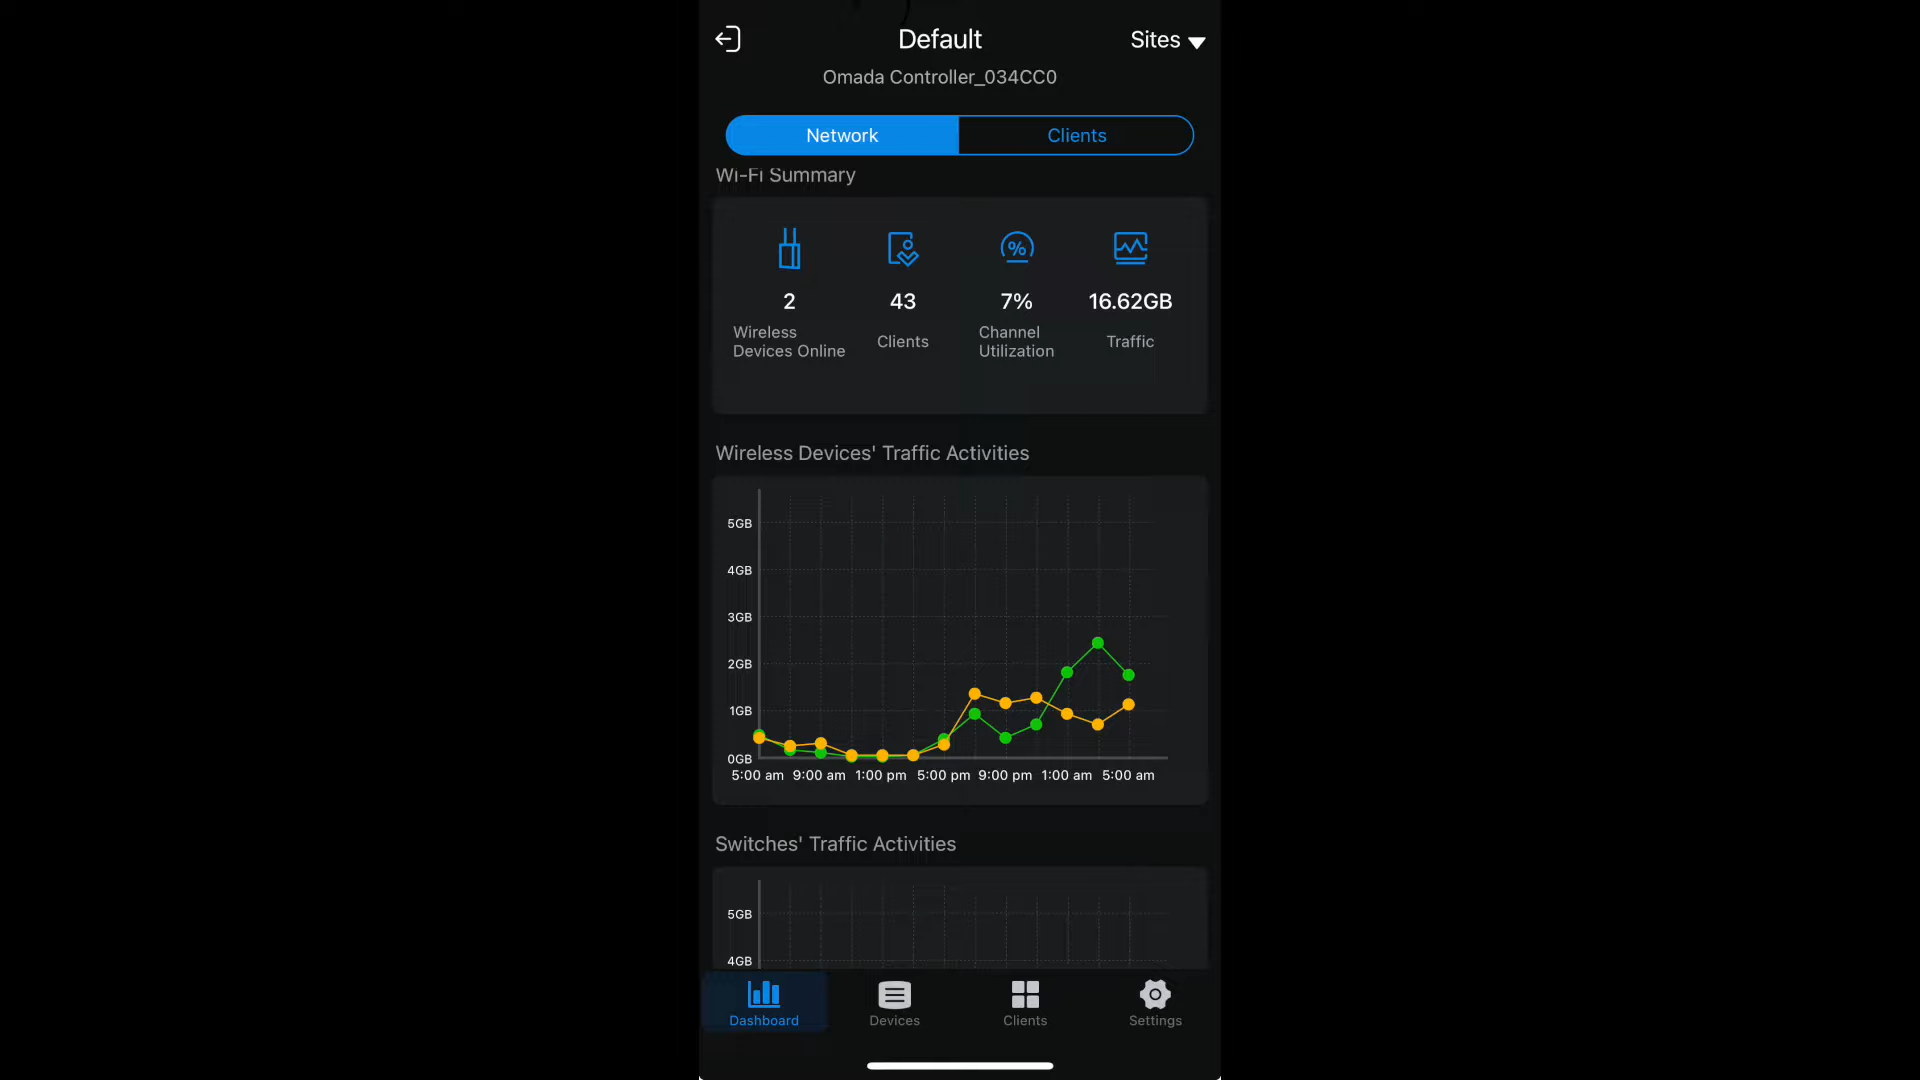 Default
Sites
Omada Controller_034CC0
Network
Clients
Wi-Fi Summary
%
2
43
7%
16.62GB
Wireless
Devices Online
Clients
Channel
Utilization
Traffic
Wireless Devices' Traffic Activities
5GB
4GB
3GB
2GB
1GB
0GB
5:00 am 9:00 am 1:00 pm 5:00 pm 9:00 pm 1:00 am 5:00 am
Switches' Traffic Activities
5GB
4GB
Dashboard
Devices
Clients
Settings